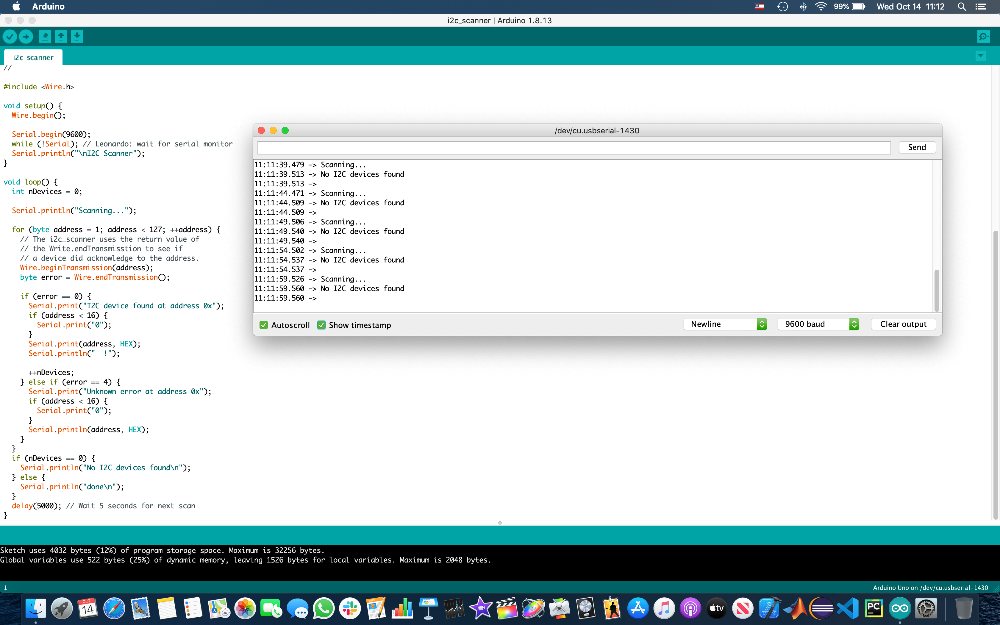 Arduino
99%
Wed Oct 14 11:12
i2c_scanner | Arduino 1.8.13
i2c_scanner
//
#include <Wire.h>
void setup() {
Wire.begin();
Serial.begin(9600);
while (!Serial); // Leonardo: wait for serial monitor
Serial.println("\nI2C Scanner");
}
void loop() {
int nDevices = 0;
Serial.println("Scanning...");
for (byte address = 1; address < 127; ++address) {
// The i2c_scanner uses the return value of
// the Write.endTransmisstion to see if
// a device did acknowledge to the address.
Wire.beginTransmission(address);
byte error = Wire.endTransmission();
if (error == 0) {
Serial.print("I2C device found at address 0x");
if (address < 16) {
Serial.print("0");
}
Serial.print(address, HEX);
Serial.println("  !");
++nDevices;
} else if (error == 4) {
Serial.print("Unknown error at address 0x");
if (address < 16) {
Serial.print("0");
}
Serial.println(address, HEX);
}
}
if (nDevices == 0) {
Serial.println("No I2C devices found\n");
} else {
Serial.println("done\n");
}
delay(5000); // Wait 5 seconds for next scan
}
/dev/cu.usbserial-1430
Send
11:11:39.479 -> Scanning...
11:11:39.513 -> No I2C devices found
11:11:39.513 ->
11:11:44.471 -> Scanning...
11:11:44.509 -> No I2C devices found
11:11:44.509 ->
11:11:49.506 -> Scanning...
11:11:49.540 -> No I2C devices found
11:11:49.540 ->
11:11:54.502 -> Scanning...
11:11:54.537 -> No I2C devices found
11:11:54.537 ->
11:11:59.526 -> Scanning...
11:11:59.560 -> No I2C devices found
11:11:59.560 ->
Autoscroll
Show timestamp
Newline
9600 baud
Clear output
Sketch uses 4032 bytes (12%) of program storage space. Maximum is 32256 bytes.
Global variables use 522 bytes (25%) of dynamic memory, leaving 1526 bytes for local variables. Maximum is 2048 bytes.
1
Arduino Uno on /dev/cu.usbserial-1430
OCT
14
3D
PAGES
tv
PC